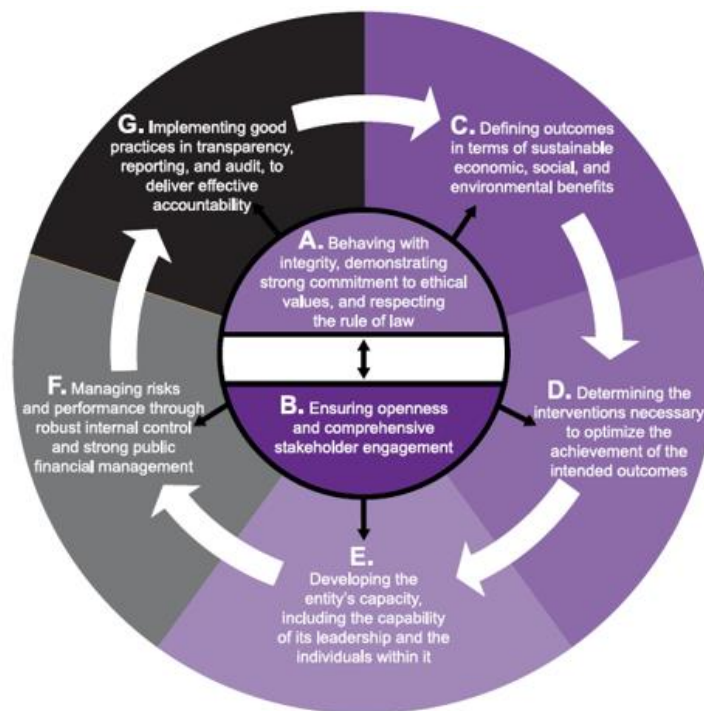 G. Implementing good
practices in transparency,
reporting, and audit, to
deliver effective
accountability
C. Defining outcomes
in terms of sustainable
economic, social, and
environmental benefits
A. Behaving with
integrity, demonstrating
strong commitment to ethical
values, and respecting
the rule of law
B. Ensuring openness
and comprehensive
stakeholder engagement
D. Determining the
interventions necessary
to optimize the
achievement of the
intended outcomes
E.
Developing the
entity's capacity,
including the capability
of its leadership and the
individuals within it
F. Managing risks
and performance through
robust internal control
and strong public
financial management